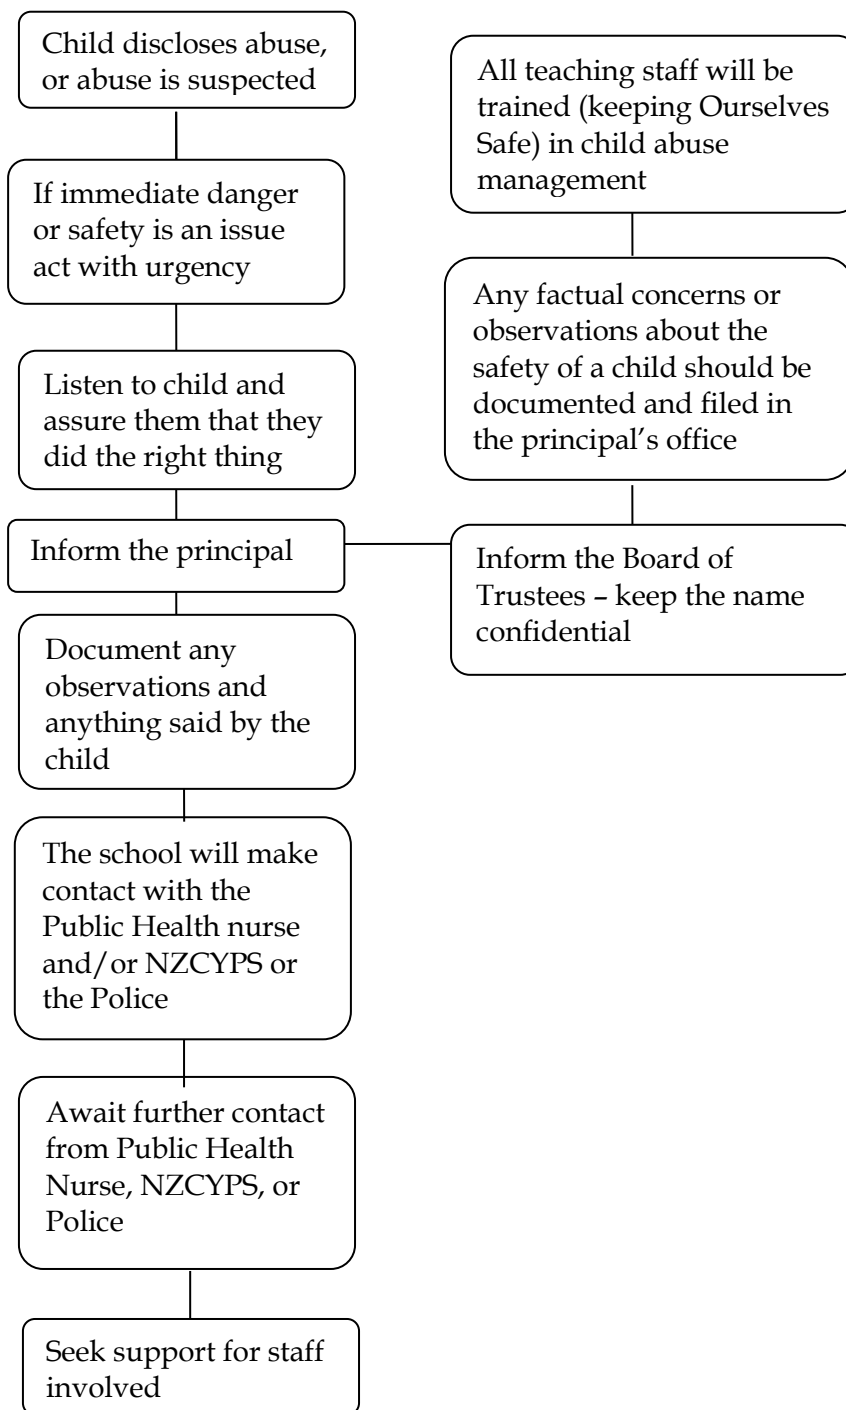 Child discloses abuse,
or abuse is suspected
If immediate danger
or safety is an issue
act with urgency
Listen to child and
assure them that they
did the right thing
Inform the principal
Document any
observations and
anything said by the
child
The school will make
contact with the
Public Health nurse
and/or NZCYPS or
the Police
Await further contact
from Public Health
Nurse, NZCYPS, or
Police
Seek support for staff
involved
All teaching staff will be
trained (keeping Ourselves
Safe) in child abuse
management
Any factual concerns or
observations about the
safety of a child should be
documented and filed in
the principal’s office
Inform the Board of
Trustees – keep the name
confidential